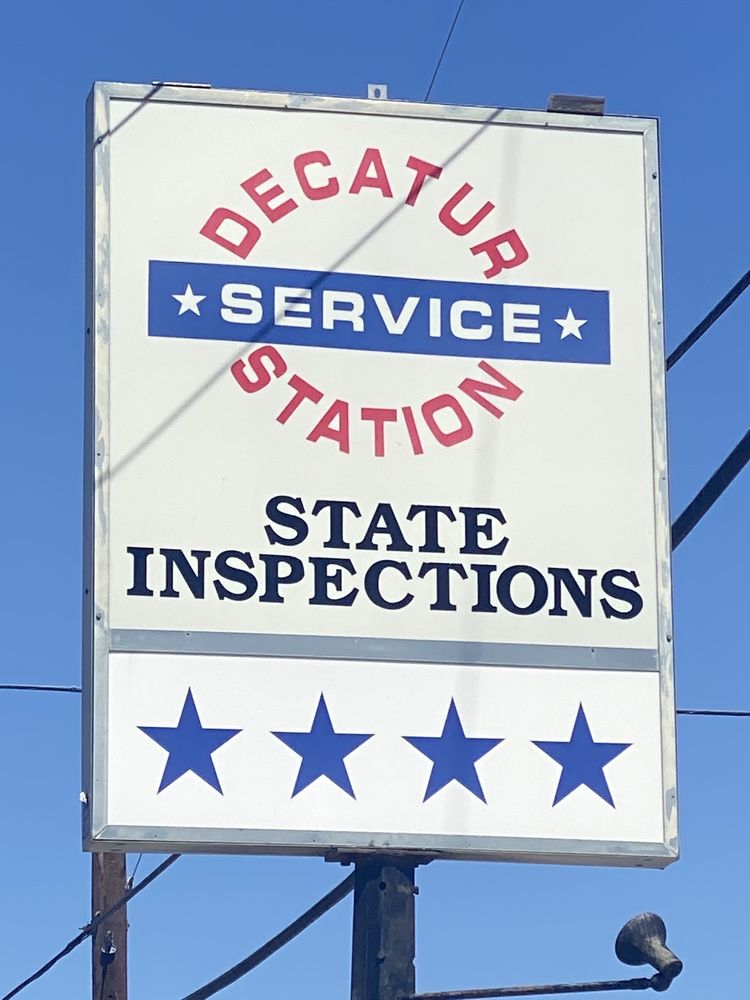 DECATUR
SERVICE
STATION
STATE
INSPECTIONS